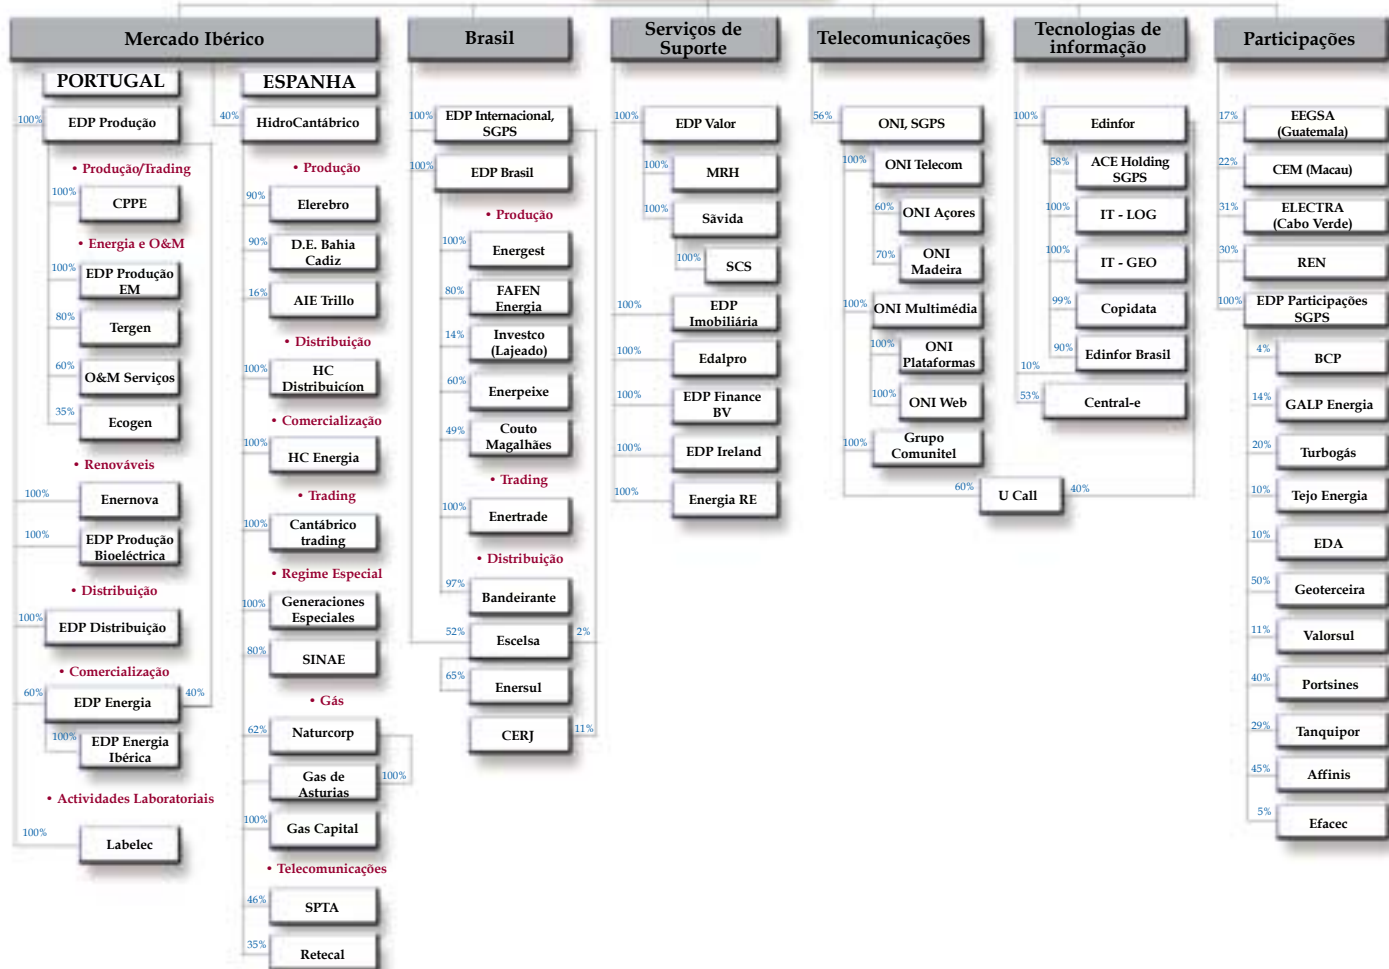 Mercado Ibérico
PORTUGAL
100%
EDP Produção
• Produção/Trading
100%
CPPE
• Energia e O&M
100%
EDP Produção
EM
80%
Tergen
60%
O&M Serviços
35%
Ecogen
• Renováveis
100%
Enernova
100%
EDP Produção
Bioeléctrica
• Distribuição
100%
EDP Distribuição
• Comercialização
60%
EDP Energia
40%
100%
EDP Energia
Ibérica
• Actividades Laboratoriais
100%
Labelec
ESPANHA
40%
HidroCantábrico
• Produção
90%
Elerebro
90%
D.E. Bahia
Cadiz
16%
AIE Trillo
• Distribuição
100%
HC
Distribuicíon
• Comercialização
100%
HC Energia
• Trading
100%
Cantábrico
trading
• Regime Especial
100%
Generaciones
Especiales
80%
SINAE
• Gás
62%
Naturcorp
Gas de
Asturias
100%
100%
Gas Capital
• Telecomunicações
46%
SPTA
35%
Retecal
Brasil
100%
EDP Internacional,
SGPS
100%
EDP Brasil
• Produção
100%
Energest
80%
FAFEN
Energia
14%
Investco
(Lajeado)
60%
Enerpeixe
49%
Couto
Magalhães
• Trading
100%
Enertrade
• Distribuição
97%
Bandeirante
52%
Escelsa
2%
65%
Enersul
CERJ
11%
Serviços de
Suporte
100%
EDP Valor
100%
MRH
100%
Sãvida
100%
SCS
100%
EDP
Imobiliária
100%
Edalpro
100%
EDP Finance
BV
100%
EDP Ireland
100%
Energia RE
Telecomunicações
56%
ONI, SGPS
100%
ONI Telecom
60%
ONI Açores
70%
ONI
Madeira
100%
ONI Multimédia
100%
ONI
Plataformas
100%
ONI Web
100%
Grupo
Comunitel
60%
U Call
40%
Tecnologias de
informação
100%
Edinfor
58%
ACE Holding
SGPS
100%
IT - LOG
100%
IT - GEO
99%
Copidata
90%
Edinfor Brasil
10%
53%
Central-e
Participações
17%
EEGSA
(Guatemala)
22%
CEM (Macau)
31%
ELECTRA
(Cabo Verde)
30%
REN
100%
EDP Participações
SGPS
4%
BCP
14%
GALP Energia
20%
Turbogás
10%
Tejo Energia
10%
EDA
50%
Geoterceira
11%
Valorsul
40%
Portsines
29%
Tanquipor
45%
Affinis
5%
Efacec